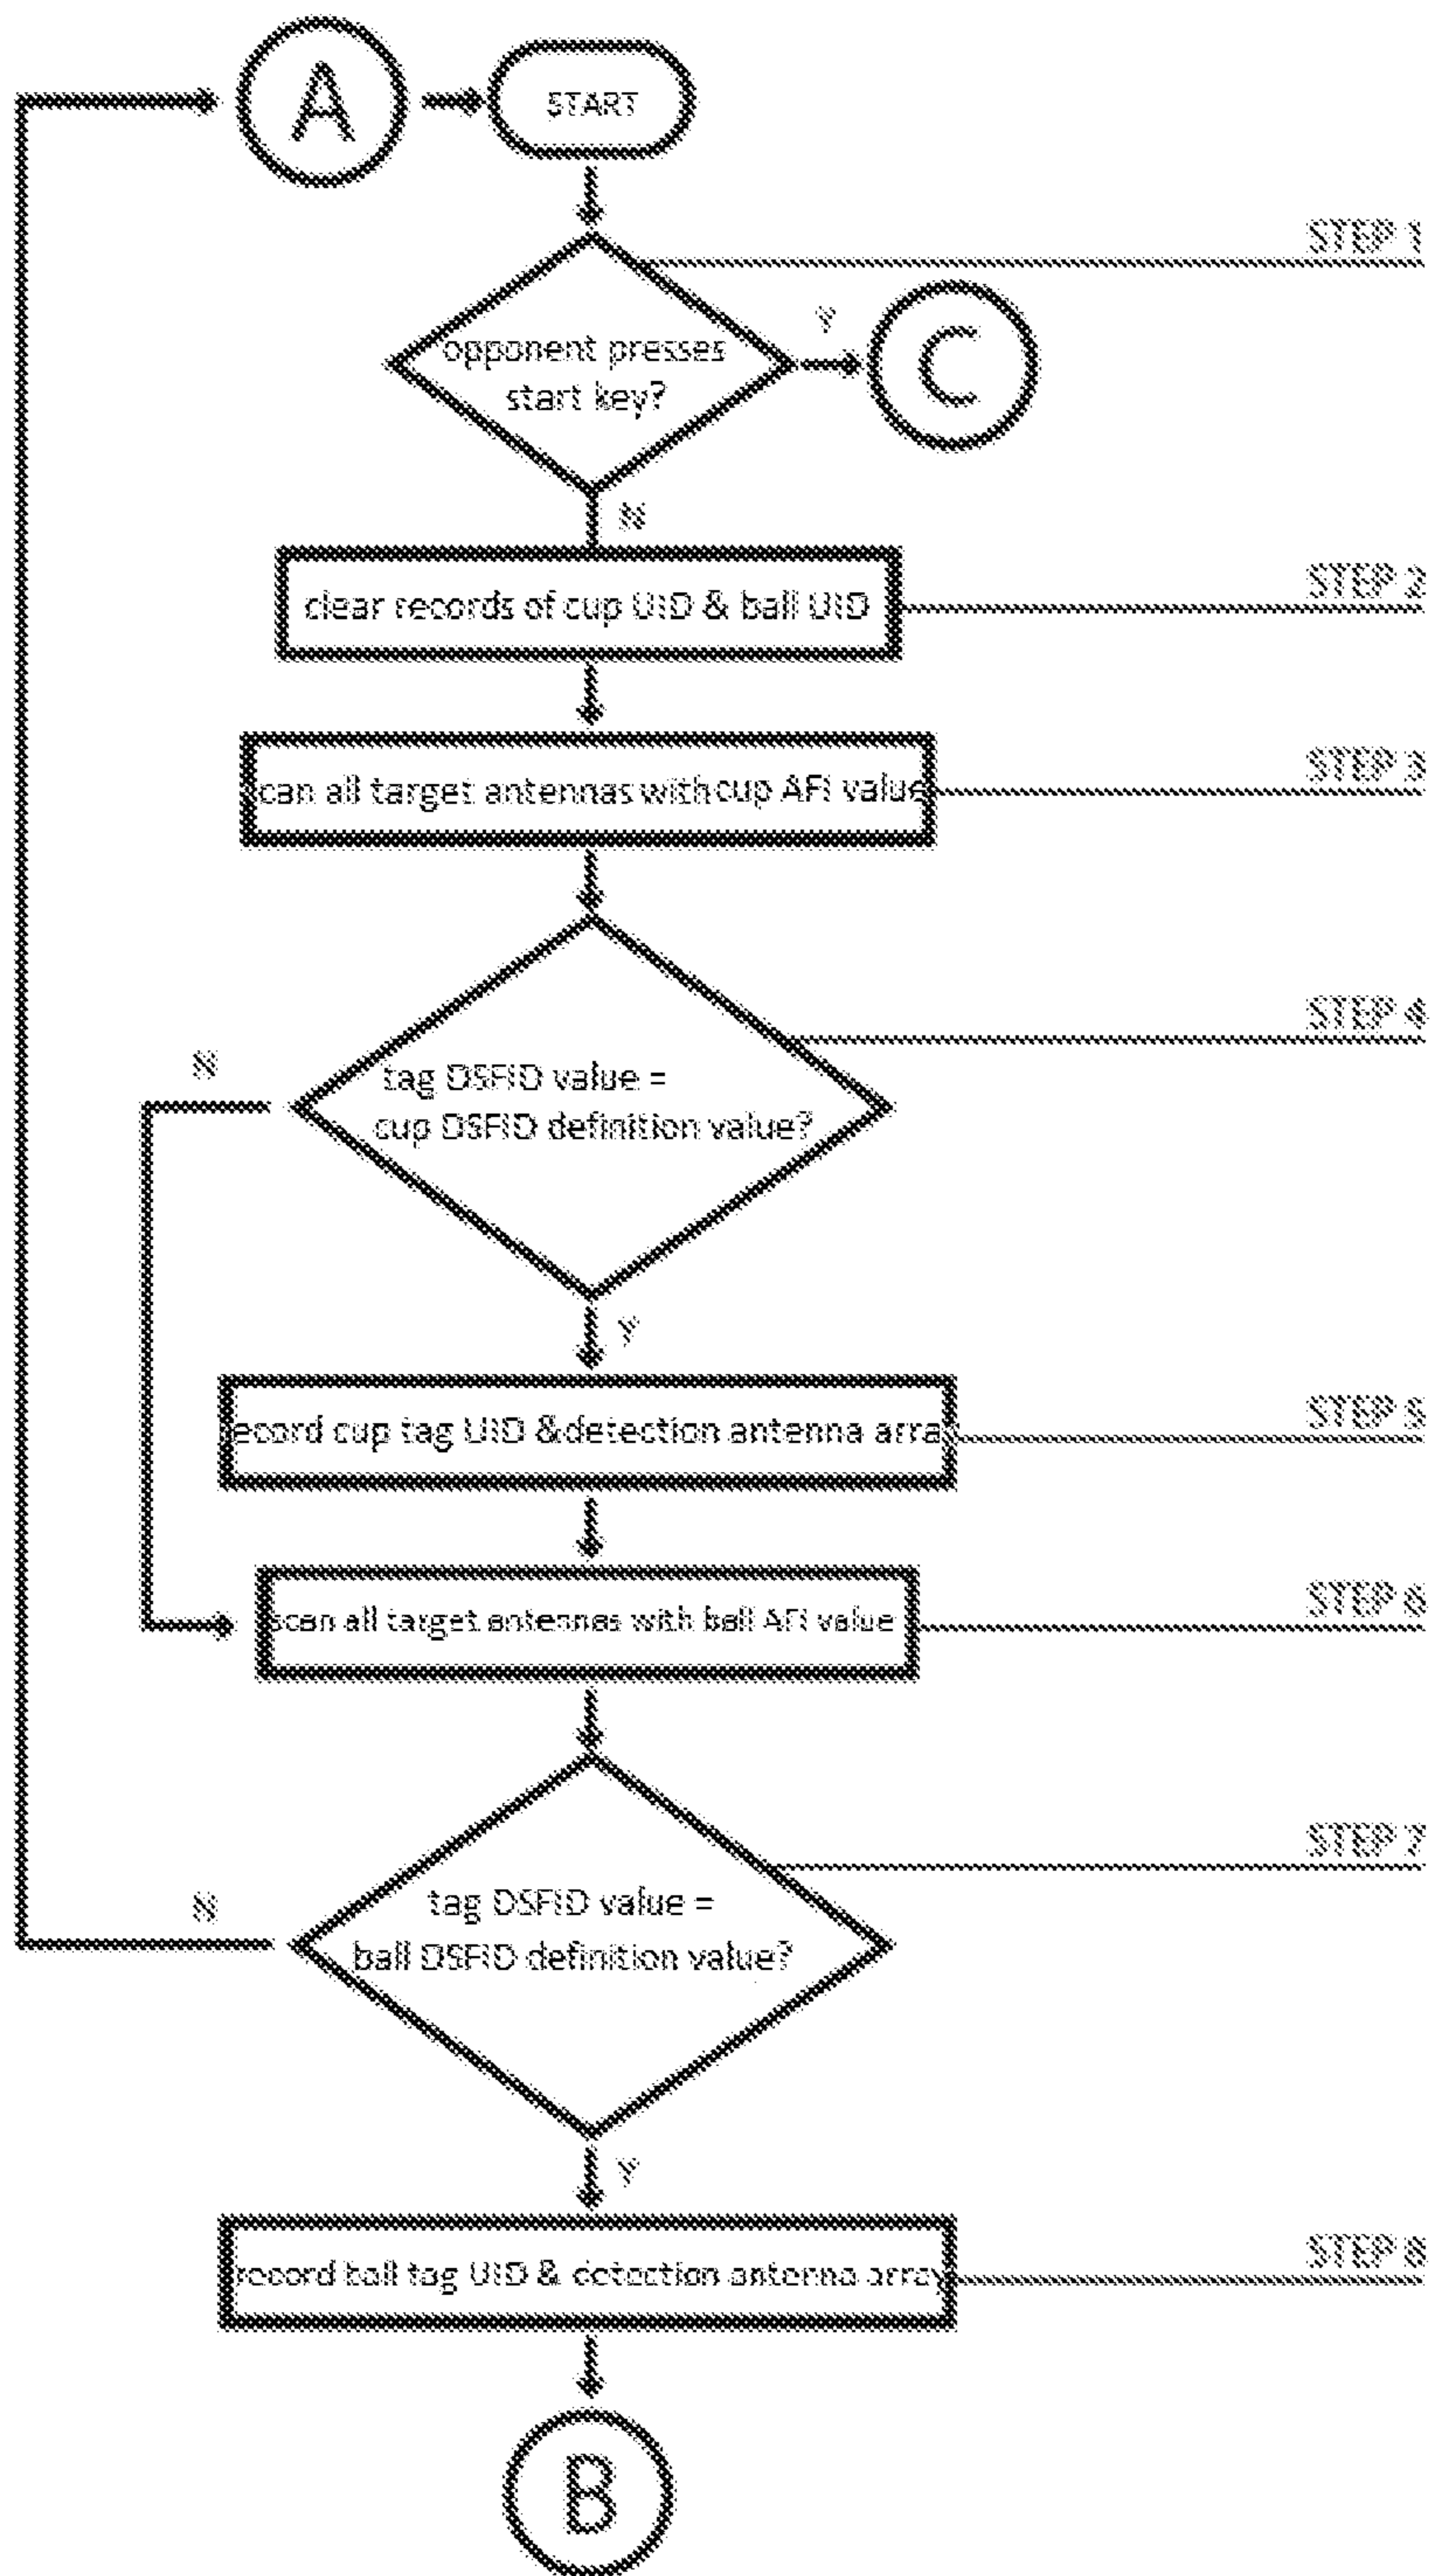 A
START
STEP 1
opponent presses
start key?
Y
C
N
clear records of cup UID & ball UID
STEP 2
can all target antennas with cup AFI value
STEP 3
STEP 4
N
tag DSFID value =
cup DSFID definition value?
y
ecord cup tag UID & detection antenna array
STEP 5
scan all target antennas with ball AFI value
STEP 6
STEP 7
N
tag DSFID value =
ball DSFID definition value?
y
record ball tag UID & detection antenna array
STEP 8
B